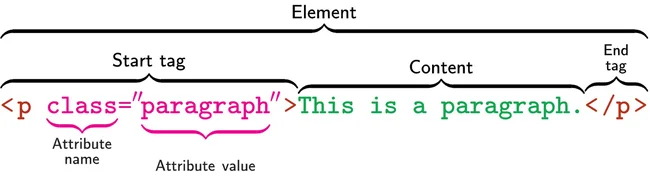 Element
Start tag
Content
End
tag
<p class="paragraph">This is a paragraph.</p>
Attribute
name
Attribute value